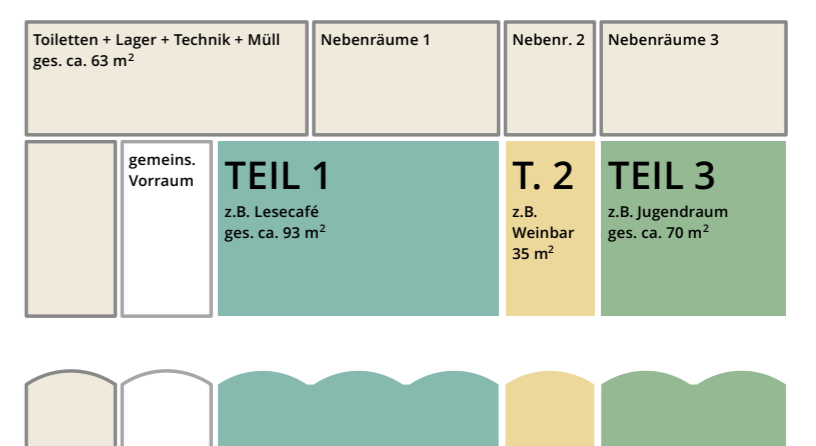 Toiletten + Lager + Technik + Müll
ges. ca. 63 m²
Nebenräume 1
Nebenr. 2
Nebenräume 3
gemeins.
Vorraum
TEIL 1
z.B. Lesecafé
ges. ca. 93 m²
T. 2
z.B.
Weinbar
35 m²
TEIL 3
z.B. Jugendraum
ges. ca. 70 m²